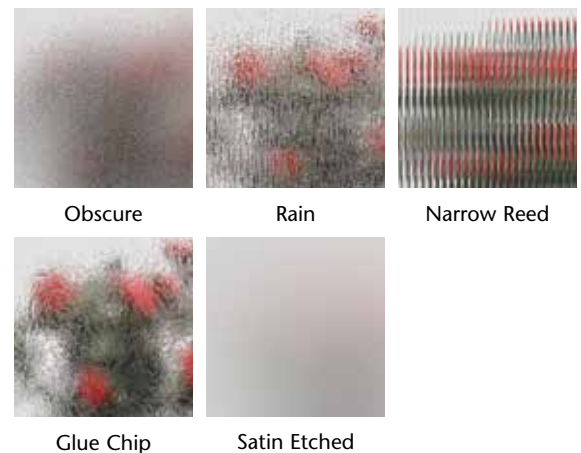 Obscure
Rain
Narrow Reed
Glue Chip
Satin Etched